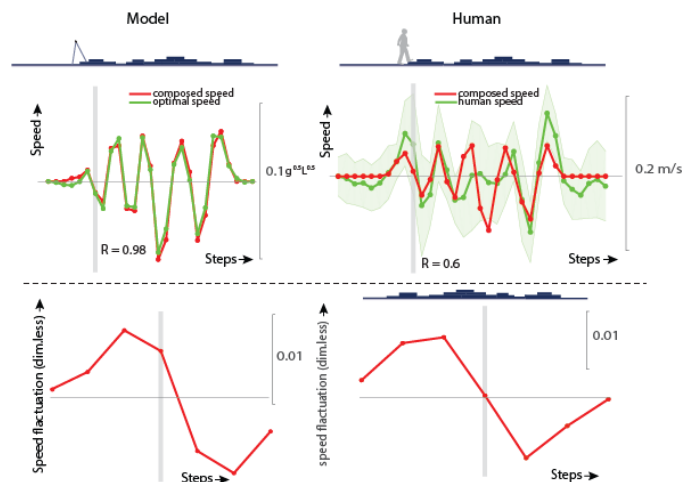 Model
Human
composed speed
optimal speed
composed speed
human speed
Speed →
Speed →
0.1g^0.5L^0.5
0.2 m/s
R = 0.98
Steps →
R = 0.6
Steps →
Speed flactuation (dim.less) →
0.01
speed flactuation (dim.less) →
0.01
Steps →
Steps →